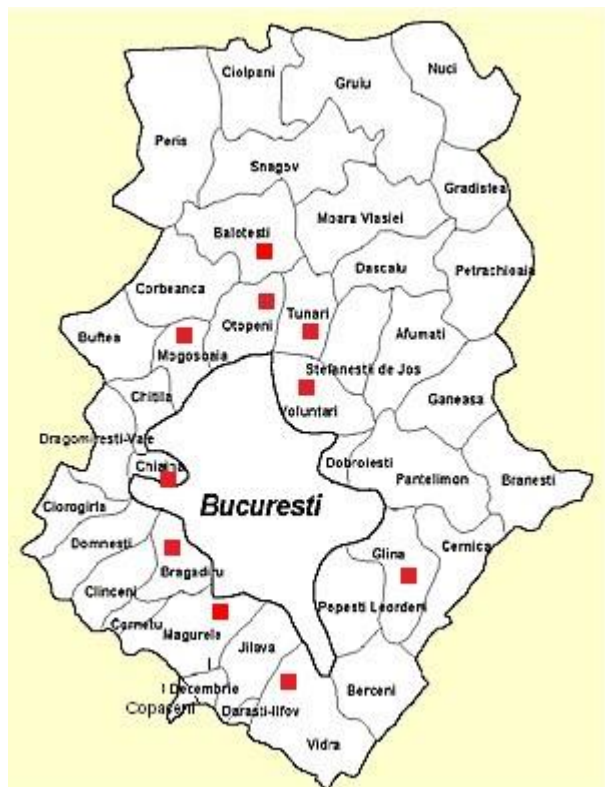 Ciolpani
Gruiu
Nuci
Peris
Snagov
Gradistea
Moara Vlasiei
Balotesti
Dascalu
Petrachioaia
Corbeanca
Tunari
Otopeni
Afumati
Buftea
Mogosoaia
Stefanestii de Jos
Chitila
Ganeasa
Voluntari
Dragomiresti-Vale
Dobroiesti
Chiajna
Pantelimon
Branesti
Bucuresti
Ciorogirla
Domnesti
Glina
Cernica
Bragadiru
Clinceni
Popesti Leordeni
Cornetu
Magurele
Jilava
1 Decembrie
Berceni
Copaceni
Darasti-Ilfov
Vidra